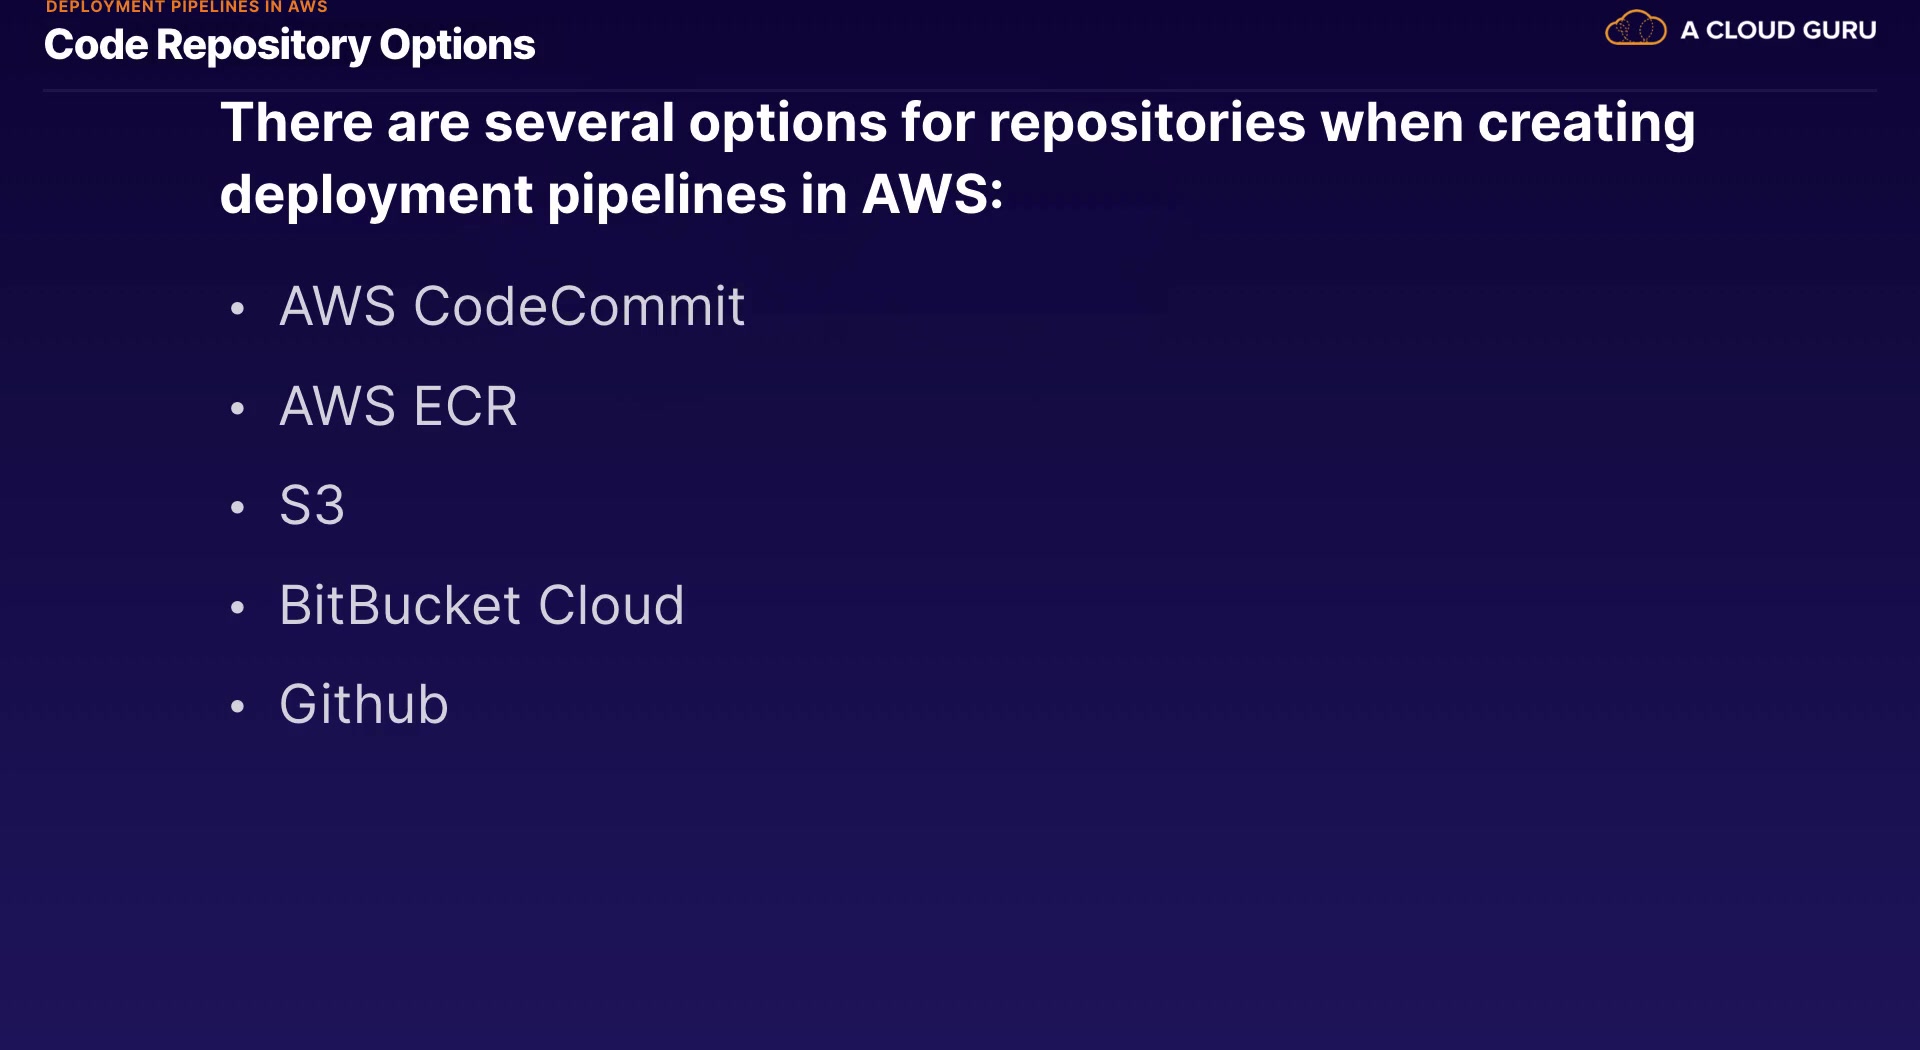 DEPLOYMENT PIPELINES IN AWS
Code Repository Options
A CLOUD GURU
There are several options for repositories when creating
deployment pipelines in AWS:
• AWS CodeCommit
• AWS ECR
• S3
• BitBucket Cloud
• Github